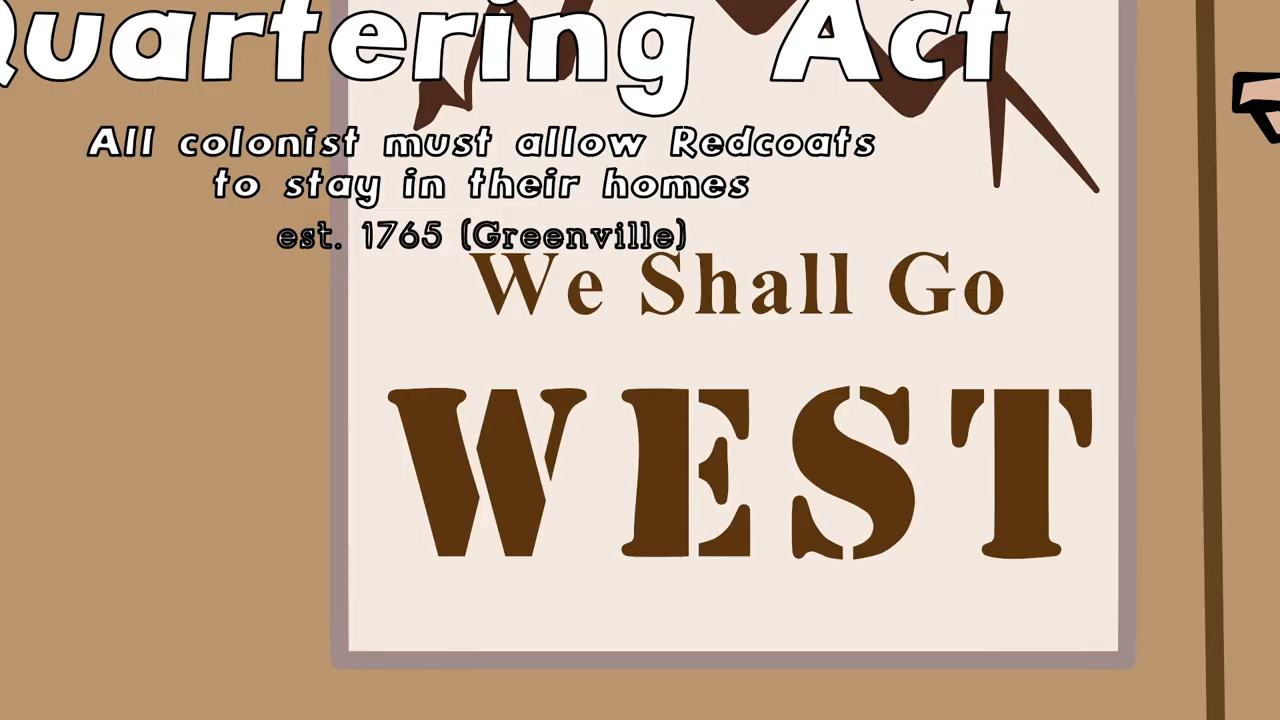 Quartering Act
All colonist must allow Redcoats
to stay in their homes
est. 1765 (Greenville)
We Shall Go
WEST